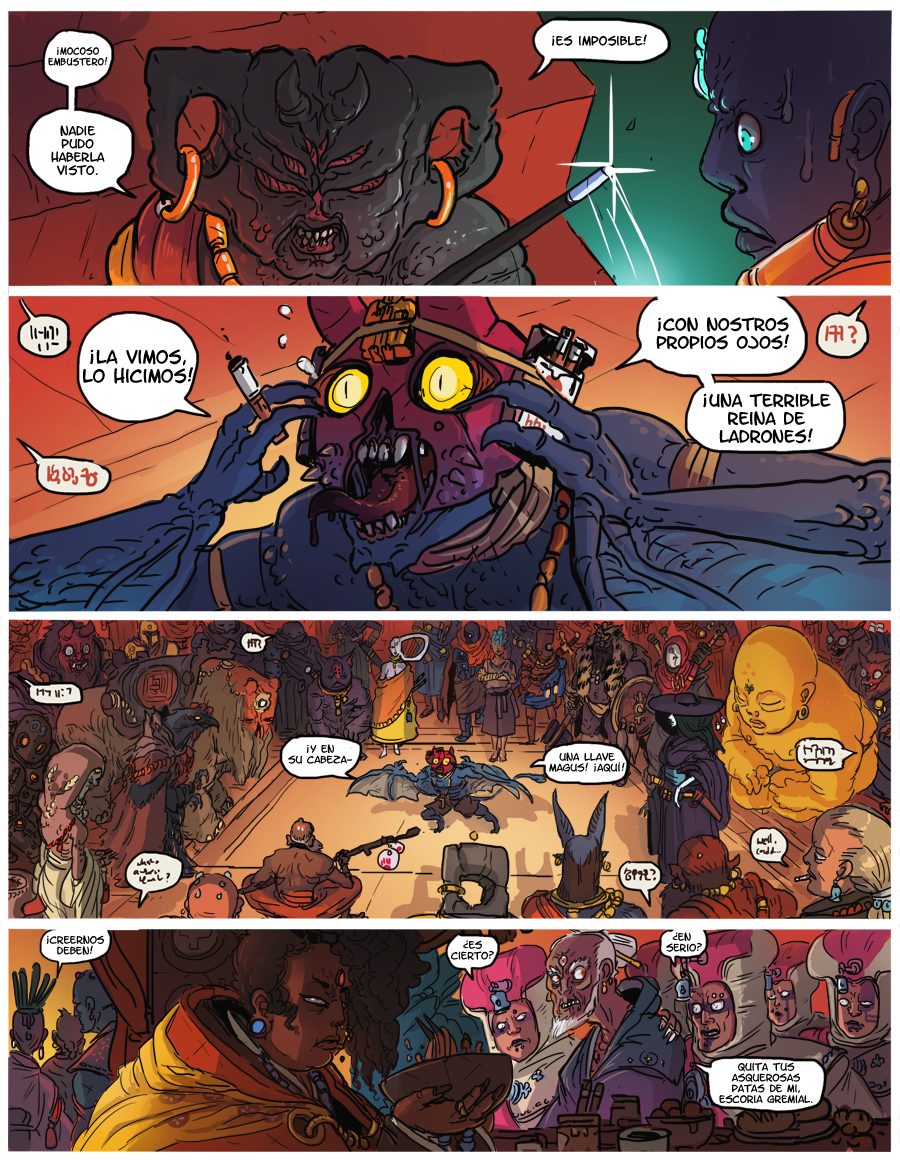 ¡MOCOSO
EMBUSTERO!
NADIE
PUDO
HABERLA
VISTO.
¡ES IMPOSIBLE!
¡LA VIMOS,
LO HICIMOS!
¡CON NOSTROS
PROPIOS OJOS!
¡UNA TERRIBLE
REINA DE
LADRONES!
¡Y EN
SU CABEZA-
UNA LLAVE
MAGUS! ¡AQUÍ!
well,
¡CREERNOS
DEBEN!
¿ES
CIERTO?
¿EN
SERIO?
QUITA TUS
ASQUEROSAS
PATAS DE MI,
ESCORIA GREMIAL.